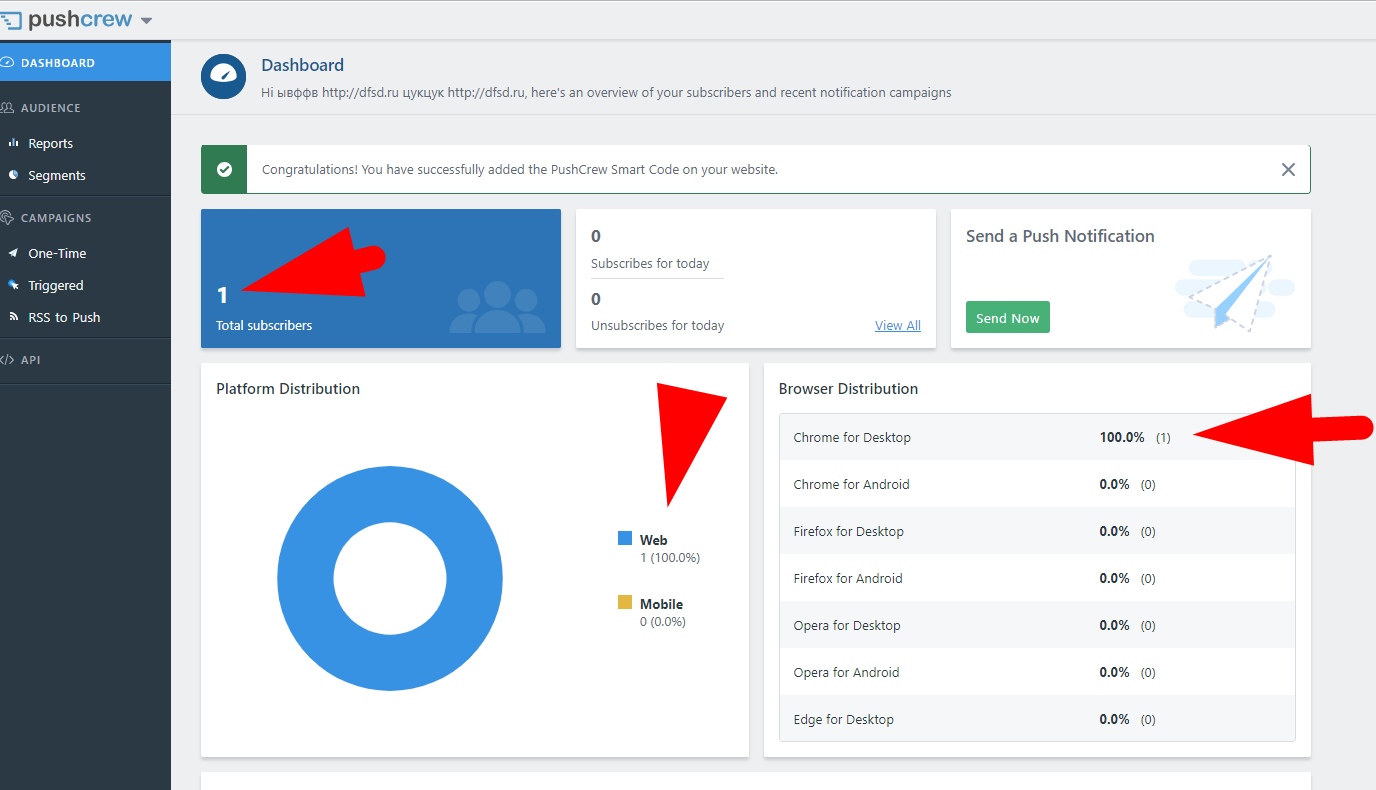 pushcrew
DASHBOARD
AUDIENCE
Reports
Segments
CAMPAIGNS
One-Time
Triggered
RSS to Push
</> API
Dashboard
Hi ывффв http://dfsd.ru цукцук http://dfsd.ru, here's an overview of your subscribers and recent notification campaigns
Congratulations! You have successfully added the PushCrew Smart Code on your website.
1
Total subscribers
0
Subscribes for today
0
Unsubscribes for today
View All
Send a Push Notification
Send Now
Platform Distribution
Web
1 (100.0%)
Mobile
0 (0.0%)
Browser Distribution
Chrome for Desktop 100.0% (1)
Chrome for Android 0.0% (0)
Firefox for Desktop 0.0% (0)
Firefox for Android 0.0% (0)
Opera for Desktop 0.0% (0)
Opera for Android 0.0% (0)
Edge for Desktop 0.0% (0)